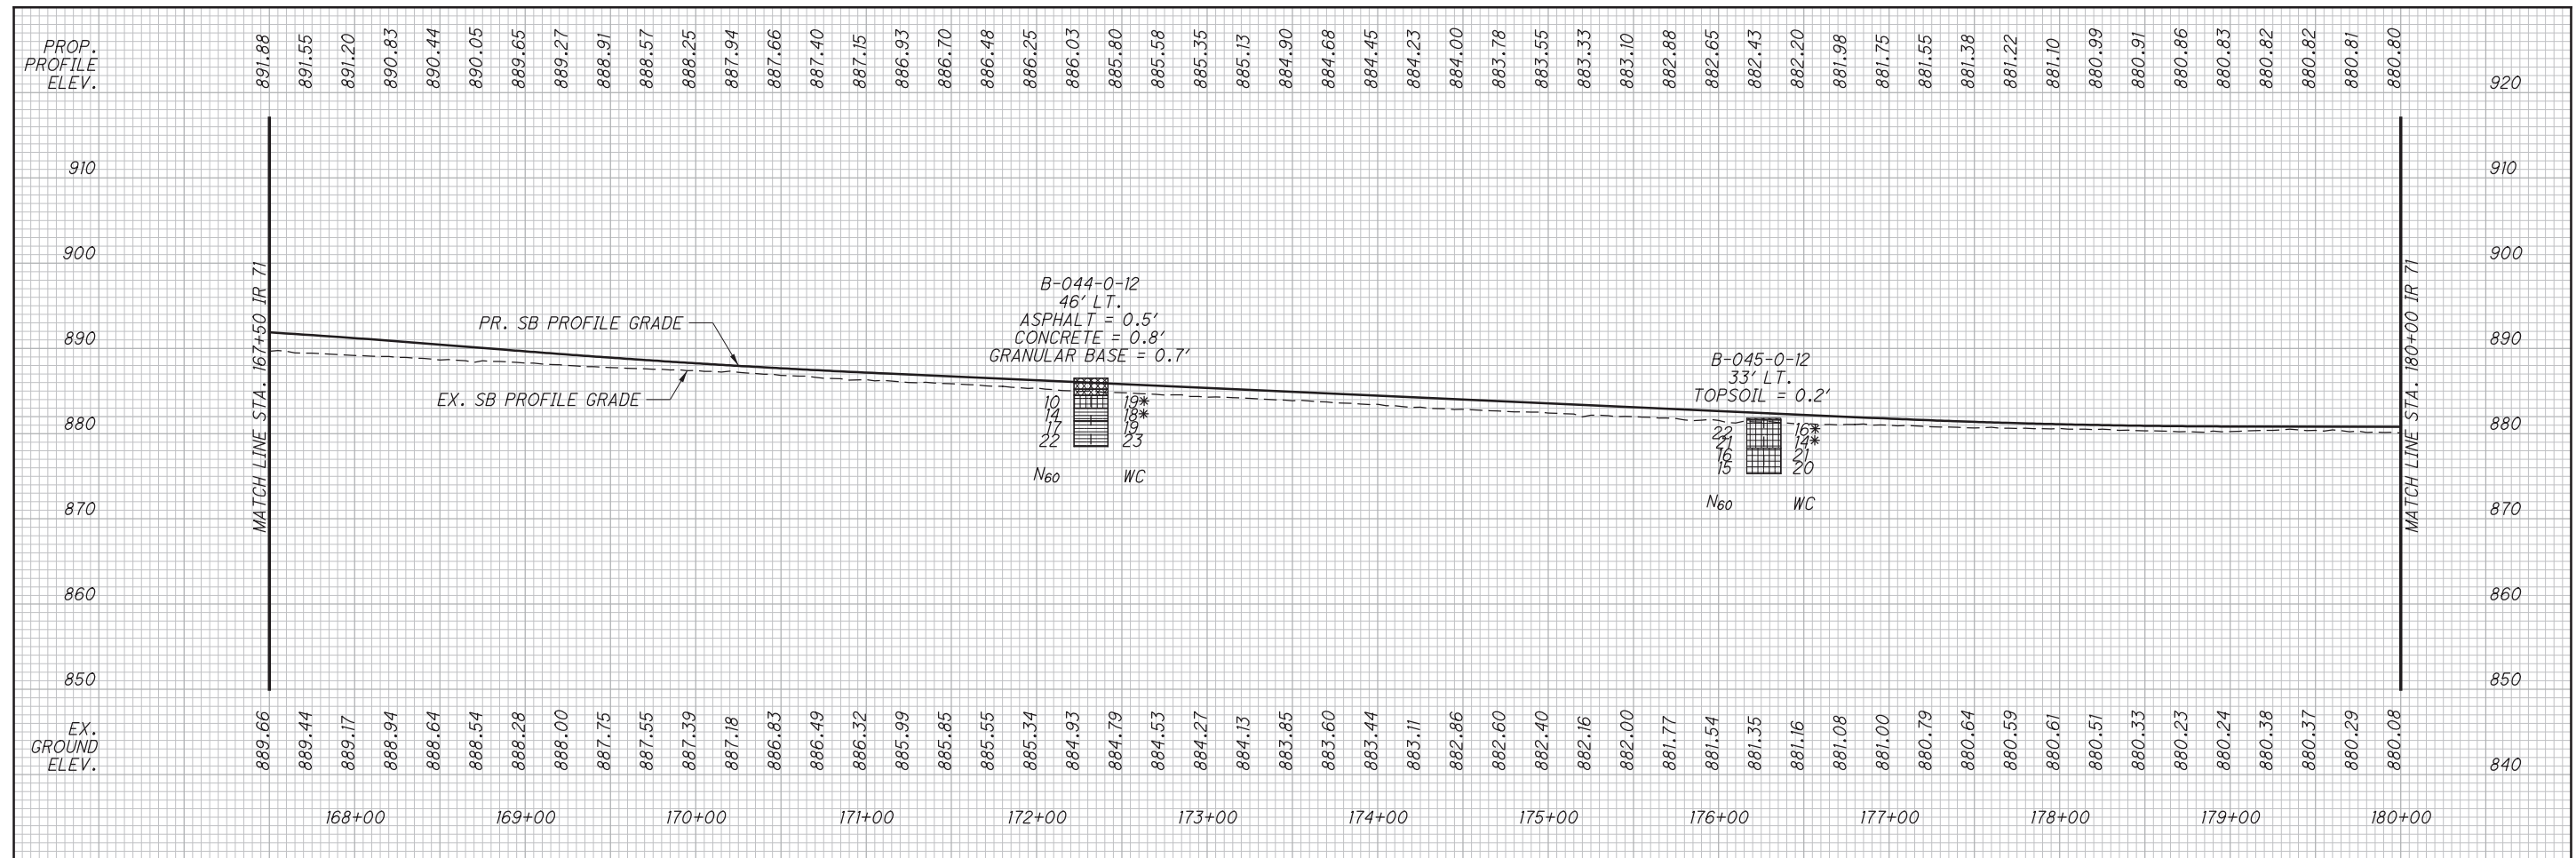 PROP.
PROFILE
ELEV.
891.88 891.55 891.20 890.83 890.44 890.05 889.65 889.27 888.91 888.57 888.25 887.94 887.66 887.40 887.15 886.93 886.70 886.48 886.25 886.03 885.80 885.58 885.35 885.13 884.90 884.68 884.45 884.23 884.00 883.78 883.55 883.33 883.10 882.88 882.65 882.43 882.20 881.98 881.75 881.55 881.38 881.22 881.10 880.99 880.91 880.86 880.83 880.82 880.82 880.81 880.80
920
910 910
900 900
MATCH LINE STA. 167+50 IR 71
MATCH LINE STA. 180+00 IR 71
B-044-0-12
46' LT.
ASPHALT = 0.5'
CONCRETE = 0.8'
GRANULAR BASE = 0.7'
PR. SB PROFILE GRADE
890 890
B-045-0-12
33' LT.
TOPSOIL = 0.2'
EX. SB PROFILE GRADE
10 19*
14 18*
17 19
22 23
N60 WC
880 880
22 16*
21 14*
16 21
15 20
N60 WC
870 870
860 860
850 850
EX.
GROUND
ELEV.
889.66 889.44 889.17 888.94 888.64 888.54 888.28 888.00 887.75 887.55 887.39 887.18 886.83 886.49 886.32 885.99 885.85 885.55 885.34 884.93 884.79 884.53 884.27 884.13 883.85 883.60 883.44 883.11 882.86 882.60 882.40 882.16 882.00 881.77 881.54 881.35 881.16 881.08 881.00 880.79 880.64 880.59 880.61 880.51 880.33 880.23 880.24 880.38 880.37 880.29 880.08
840
168+00 169+00 170+00 171+00 172+00 173+00 174+00 175+00 176+00 177+00 178+00 179+00 180+00